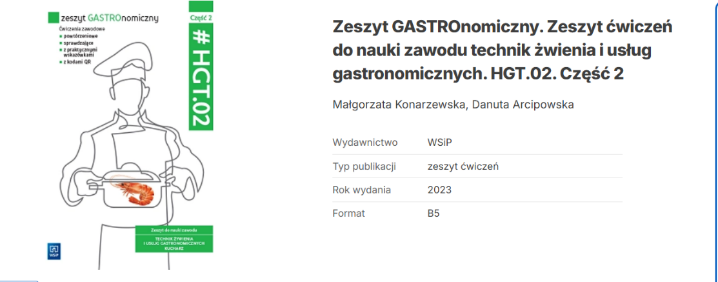 zeszyt GASTROnomiczny
Część 2
Ćwiczenia zawodowe
• powtórzeniowe
• sprawdzające
• z praktycznymi
wskazówkami
• z kodami QR
# HGT.02
Zeszyt do nauki zawodu
TECHNIK ŻYWIENIA
I USŁUG GASTRONOMICZNYCH
KUCHARZ
WSiP
Zeszyt GASTROnomiczny. Zeszyt ćwiczeń
do nauki zawodu technik żwienia i usług
gastronomicznych. HGT.02. Część 2
Małgorzata Konarzewska, Danuta Arcipowska
Wydawnictwo WSiP
Typ publikacji zeszyt ćwiczeń
Rok wydania 2023
Format B5